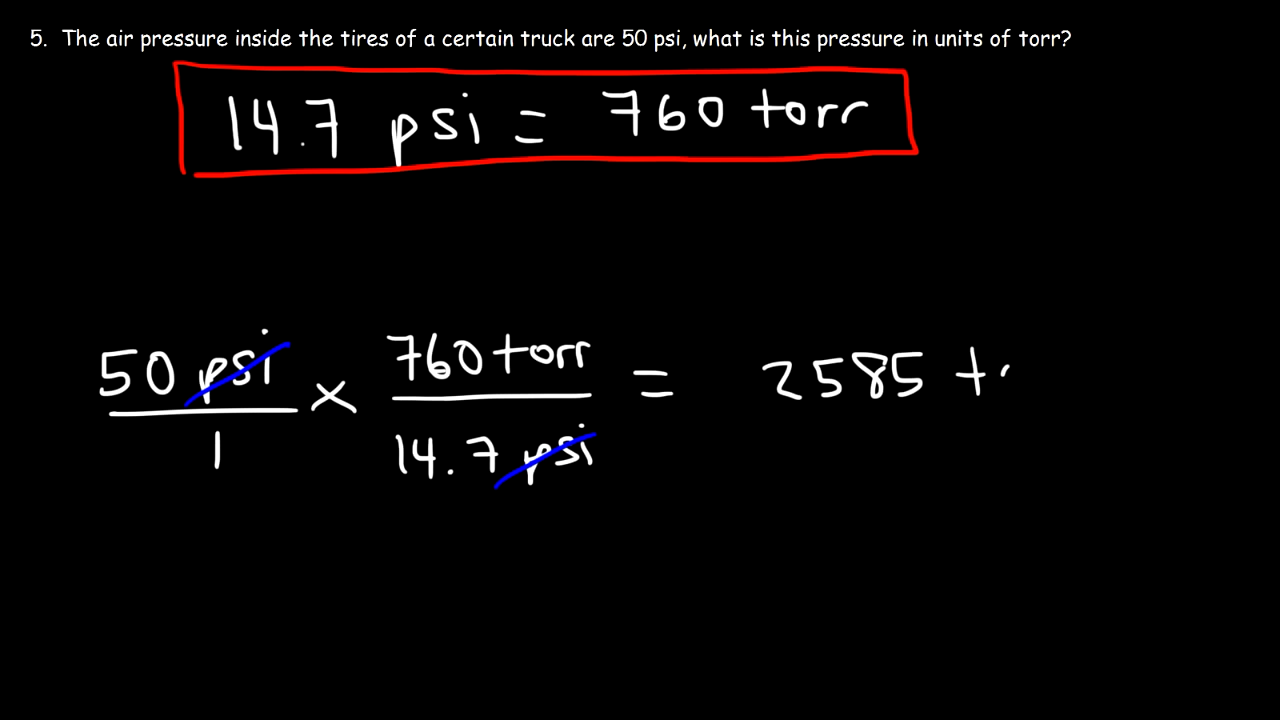 5. The air pressure inside the tires of a certain truck are 50 psi, what is this pressure in units of torr?
14.7 psi = 760 torr
50 psi / 1 × 760 torr / 14.7 psi = 2585 t